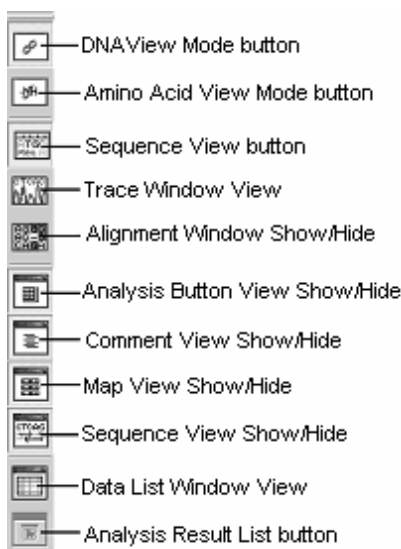 DNAView Mode button
Amino Acid View Mode button
Sequence View button
Trace Window View
Alignment Window Show/Hide
Analysis Button View Show/Hide
Comment View Show/Hide
Map View Show/Hide
Sequence View Show/Hide
Data List Window View
Analysis Result List button